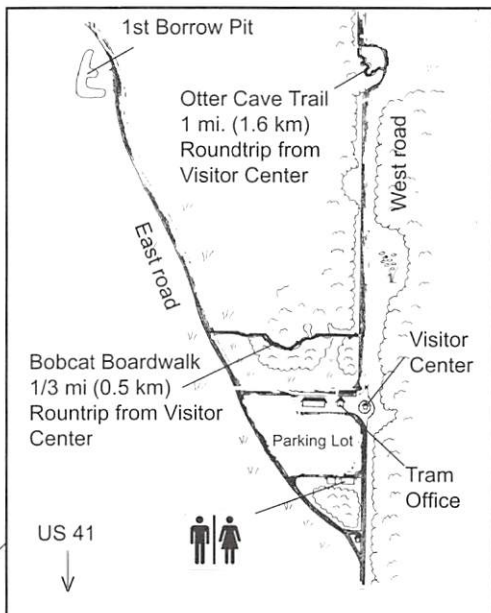 1st Borrow Pit
Otter Cave Trail
1 mi. (1.6 km)
Roundtrip from
Visitor Center
West road
East road
Bobcat Boardwalk
1/3 mi (0.5 km)
Rountrip from Visitor
Center
Visitor
Center
Parking Lot
Tram
Office
US 41